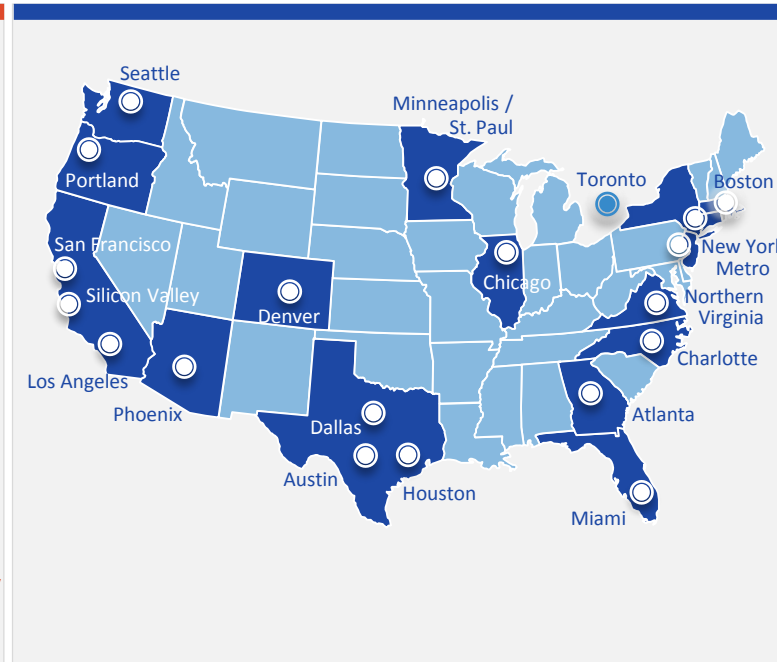 Seattle
Minneapolis /
St. Paul
Portland
Toronto
Boston
San Francisco
New York
Metro
Chicago
Silicon Valley
Denver
Northern
Virginia
Charlotte
Los Angeles
Phoenix
Dallas
Atlanta
Austin
Houston
Miami